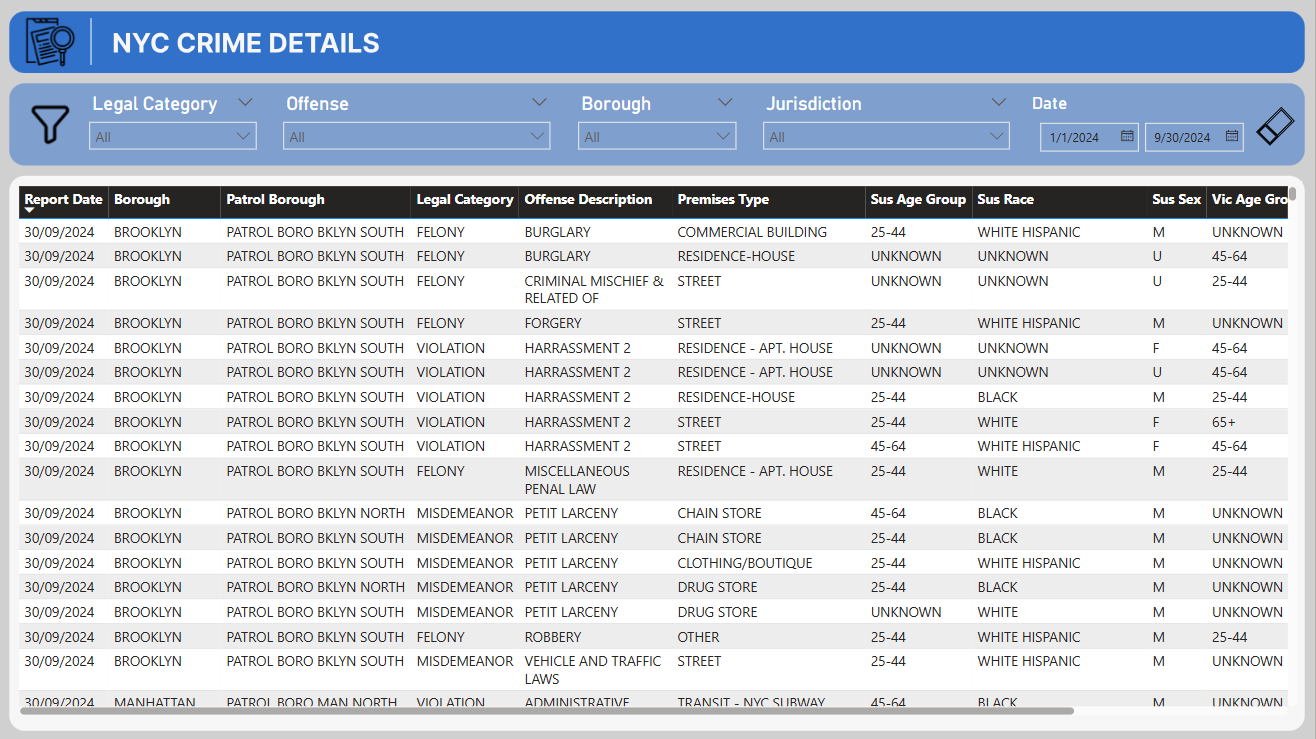 NYC CRIME DETAILS
Legal Category Offense Borough Jurisdiction Date
All All All All 1/1/2024 9/30/2024
Report Date Borough Patrol Borough Legal Category Offense Description Premises Type Sus Age Group Sus Race Sus Sex Vic Age Gro
30/09/2024 BROOKLYN PATROL BORO BKLYN SOUTH FELONY BURGLARY COMMERCIAL BUILDING 25-44 WHITE HISPANIC M UNKNOWN
30/09/2024 BROOKLYN PATROL BORO BKLYN SOUTH FELONY BURGLARY RESIDENCE-HOUSE UNKNOWN UNKNOWN U 45-64
30/09/2024 BROOKLYN PATROL BORO BKLYN SOUTH FELONY CRIMINAL MISCHIEF & STREET UNKNOWN UNKNOWN U 25-44
RELATED OF
30/09/2024 BROOKLYN PATROL BORO BKLYN SOUTH FELONY FORGERY STREET 25-44 WHITE HISPANIC M UNKNOWN
30/09/2024 BROOKLYN PATROL BORO BKLYN SOUTH VIOLATION HARRASSMENT 2 RESIDENCE - APT. HOUSE UNKNOWN UNKNOWN F 45-64
30/09/2024 BROOKLYN PATROL BORO BKLYN SOUTH VIOLATION HARRASSMENT 2 RESIDENCE - APT. HOUSE UNKNOWN UNKNOWN U 45-64
30/09/2024 BROOKLYN PATROL BORO BKLYN SOUTH VIOLATION HARRASSMENT 2 RESIDENCE-HOUSE 25-44 BLACK M 25-44
30/09/2024 BROOKLYN PATROL BORO BKLYN SOUTH VIOLATION HARRASSMENT 2 STREET 25-44 WHITE F 65+
30/09/2024 BROOKLYN PATROL BORO BKLYN SOUTH VIOLATION HARRASSMENT 2 STREET 45-64 WHITE HISPANIC F 45-64
30/09/2024 BROOKLYN PATROL BORO BKLYN SOUTH FELONY MISCELLANEOUS RESIDENCE - APT. HOUSE 25-44 WHITE M 25-44
PENAL LAW
30/09/2024 BROOKLYN PATROL BORO BKLYN NORTH MISDEMEANOR PETIT LARCENY CHAIN STORE 45-64 BLACK M UNKNOWN
30/09/2024 BROOKLYN PATROL BORO BKLYN SOUTH MISDEMEANOR PETIT LARCENY CHAIN STORE 25-44 BLACK M UNKNOWN
30/09/2024 BROOKLYN PATROL BORO BKLYN SOUTH MISDEMEANOR PETIT LARCENY CLOTHING/BOUTIQUE 25-44 WHITE HISPANIC M UNKNOWN
30/09/2024 BROOKLYN PATROL BORO BKLYN NORTH MISDEMEANOR PETIT LARCENY DRUG STORE 25-44 BLACK M UNKNOWN
30/09/2024 BROOKLYN PATROL BORO BKLYN SOUTH MISDEMEANOR PETIT LARCENY DRUG STORE UNKNOWN WHITE M UNKNOWN
30/09/2024 BROOKLYN PATROL BORO BKLYN SOUTH FELONY ROBBERY OTHER 25-44 WHITE HISPANIC M 25-44
30/09/2024 BROOKLYN PATROL BORO BKLYN SOUTH MISDEMEANOR VEHICLE AND TRAFFIC STREET 25-44 WHITE HISPANIC M UNKNOWN
LAWS
30/09/2024 MANHATTAN PATROL BORO MAN NORTH VIOLATION ADMINISTRATIVE TRANSIT - NYC SUBWAY 45-64 BLACK M UNKNOWN